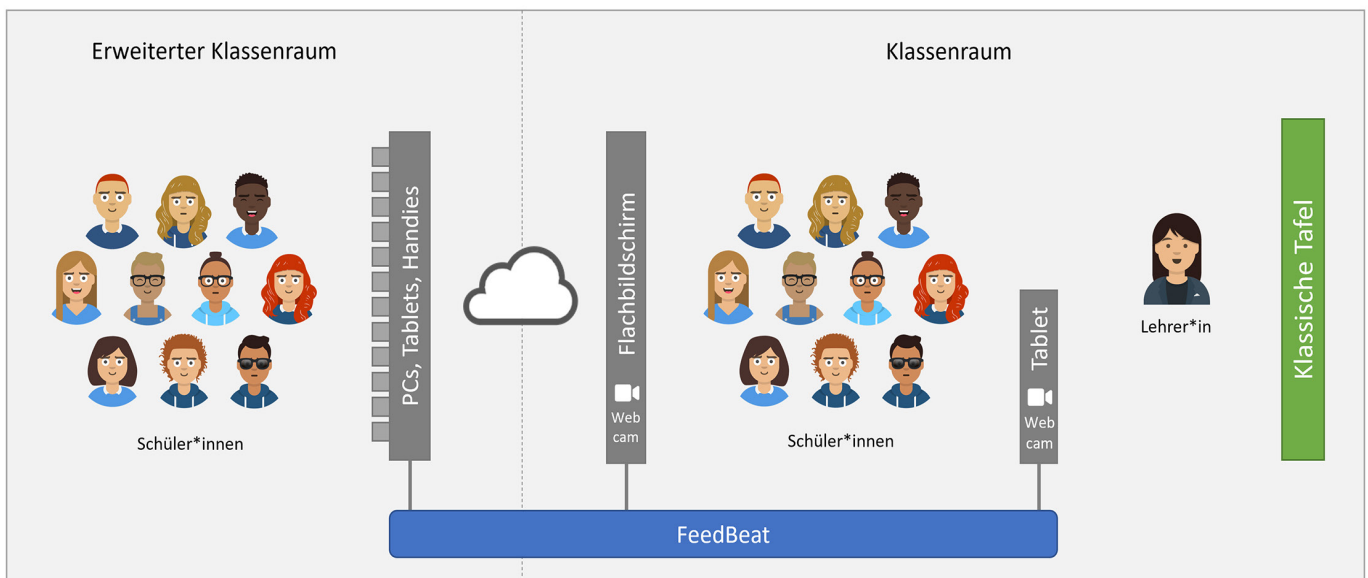 Erweiterter Klassenraum
Klassenraum
PCs, Tablets, Handies
Flachbildschirm
Web
cam
Tablet
Web
cam
Klassische Tafel
Lehrer*in
Schüler*innen
Schüler*innen
FeedBeat